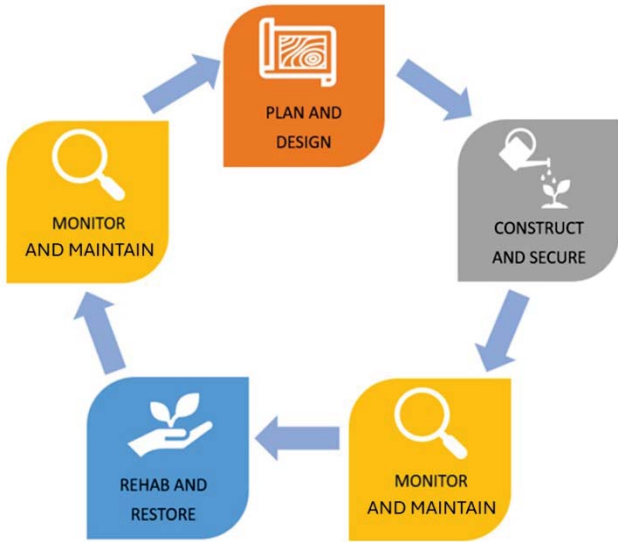 PLAN AND
DESIGN
CONSTRUCT
AND SECURE
MONITOR
AND MAINTAIN
REHAB AND
RESTORE
MONITOR
AND MAINTAIN